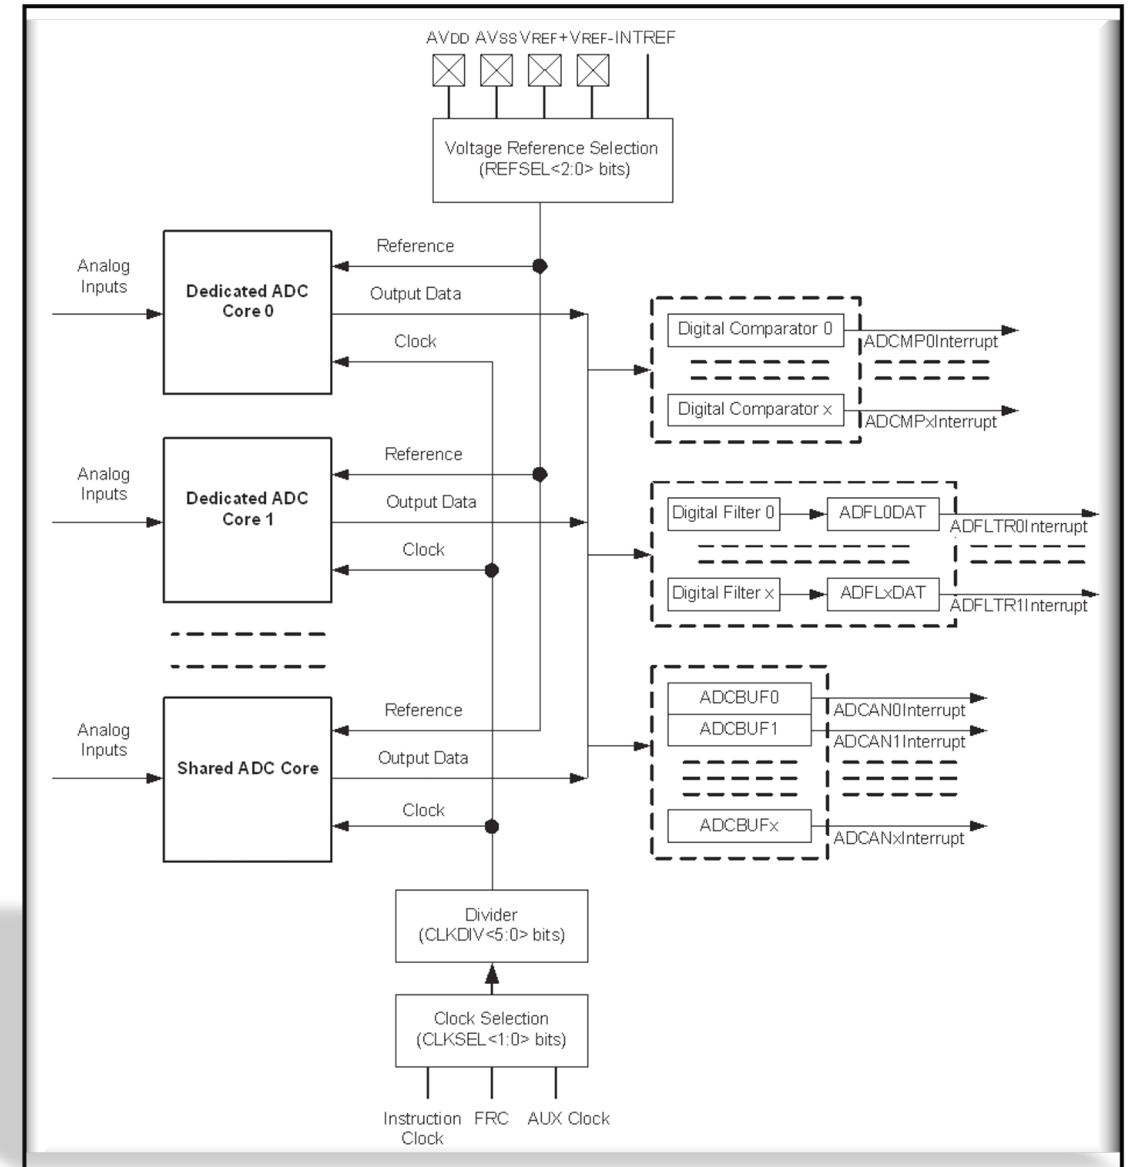 AVDD AVSS VREF+ VREF- INTREF
Voltage Reference Selection
(REFSEL<2:0> bits)
Analog
Inputs
Dedicated ADC
Core 0
Reference
Output Data
Clock
Digital Comparator 0
ADCMP0Interrupt
Digital Comparator x
ADCMPxInterrupt
Analog
Inputs
Dedicated ADC
Core 1
Reference
Output Data
Clock
Digital Filter 0
ADFL0DAT
ADFLTR0Interrupt
Digital Filter x
ADFLxDAT
ADFLTR1Interrupt
Analog
Inputs
Shared ADC Core
Reference
Output Data
Clock
ADCBUF0
ADCAN0Interrupt
ADCBUF1
ADCAN1Interrupt
ADCBUFx
ADCANxInterrupt
Divider
(CLKDIV<5:0> bits)
Clock Selection
(CLKSEL<1:0> bits)
Instruction
Clock
FRC
AUX Clock